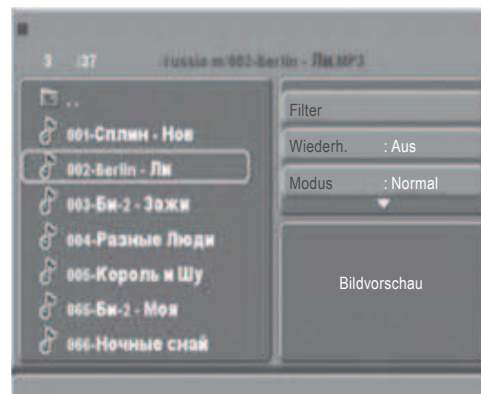 3 /37 russia m/002-Berlin - Ли.MP3
..
001-Сплин - Нов
002-Berlin - Ли
003-Би-2 - Зажи
004-Разные Люди
005-Король и Шу
065-Би-2 - Моя
066-Ночные снай
Filter
Wiederh. : Aus
Modus : Normal
Bildvorschau